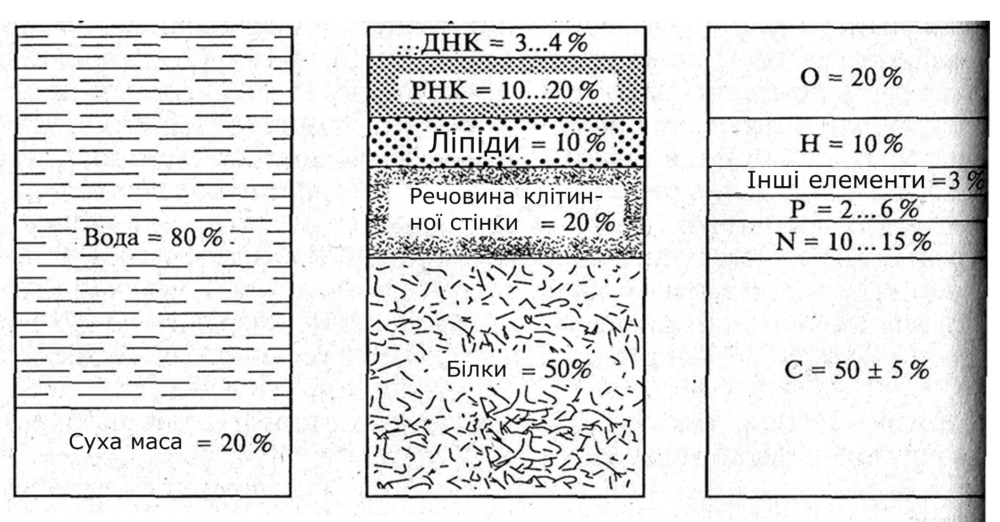 Вода = 80 %
Суха маса = 20 %
ДНК = 3...4 %
РНК = 10...20 %
Ліпіди = 10 %
Речовина клітин-
ної стінки = 20 %
Білки = 50%
O = 20 %
H = 10 %
Інші елементи =3 %
P = 2...6 %
N = 10...15 %
C = 50 ± 5 %